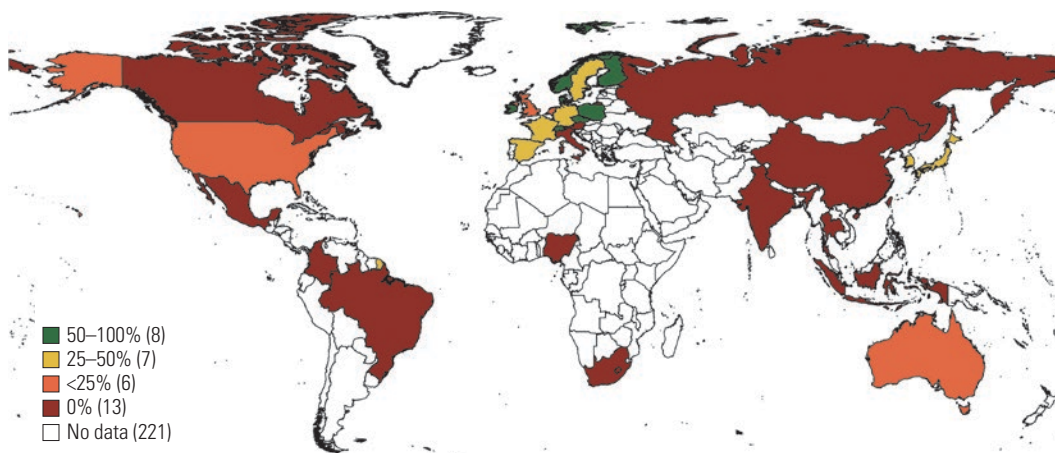 50–100% (8)
25–50% (7)
<25% (6)
0% (13)
No data (221)